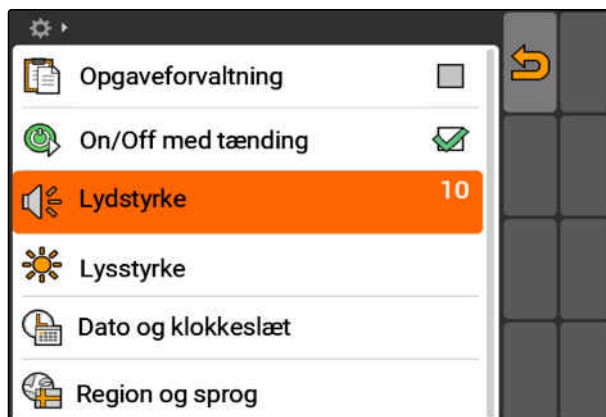 Opgaveforvaltning
On/Off med tænding
Lydstyrke 10
Lysstyrke
Dato og klokkeslæt
Region og sprog